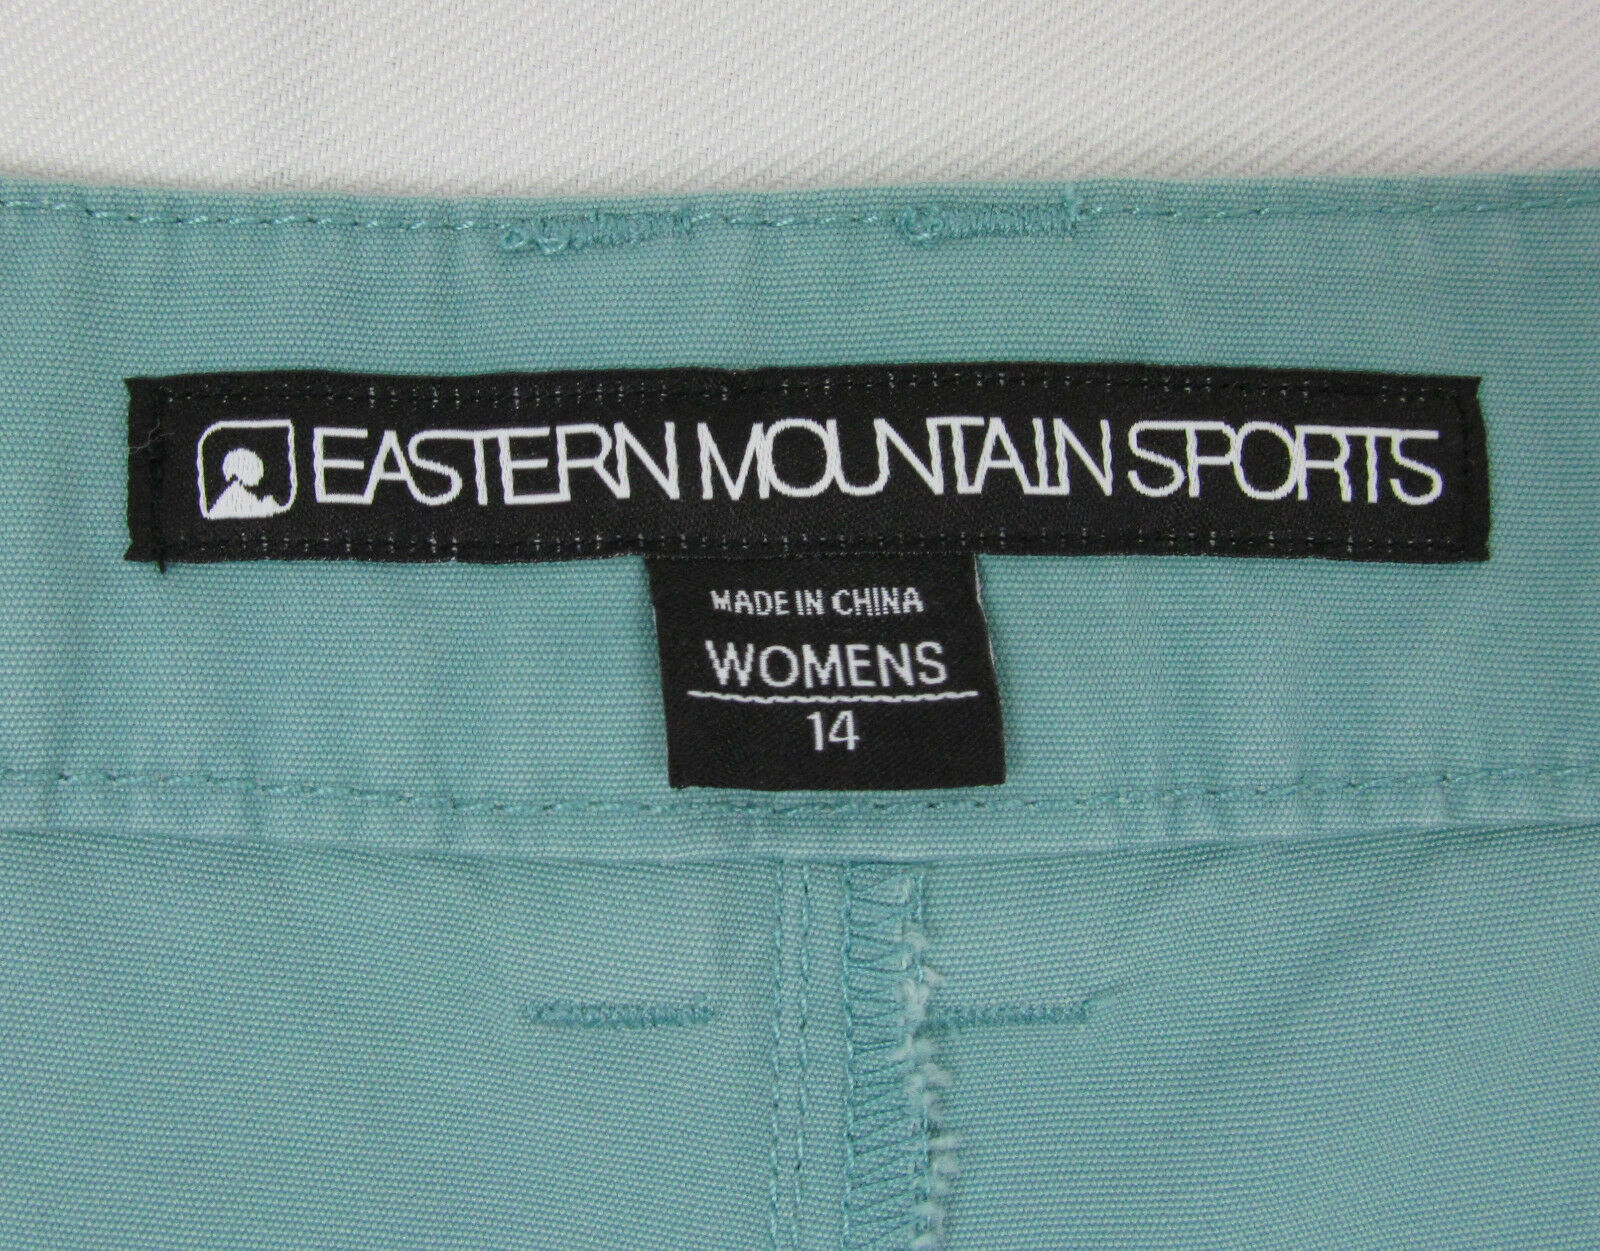 EASTERN MOUNTAIN SPORTS
MADE IN CHINA
WOMENS
14